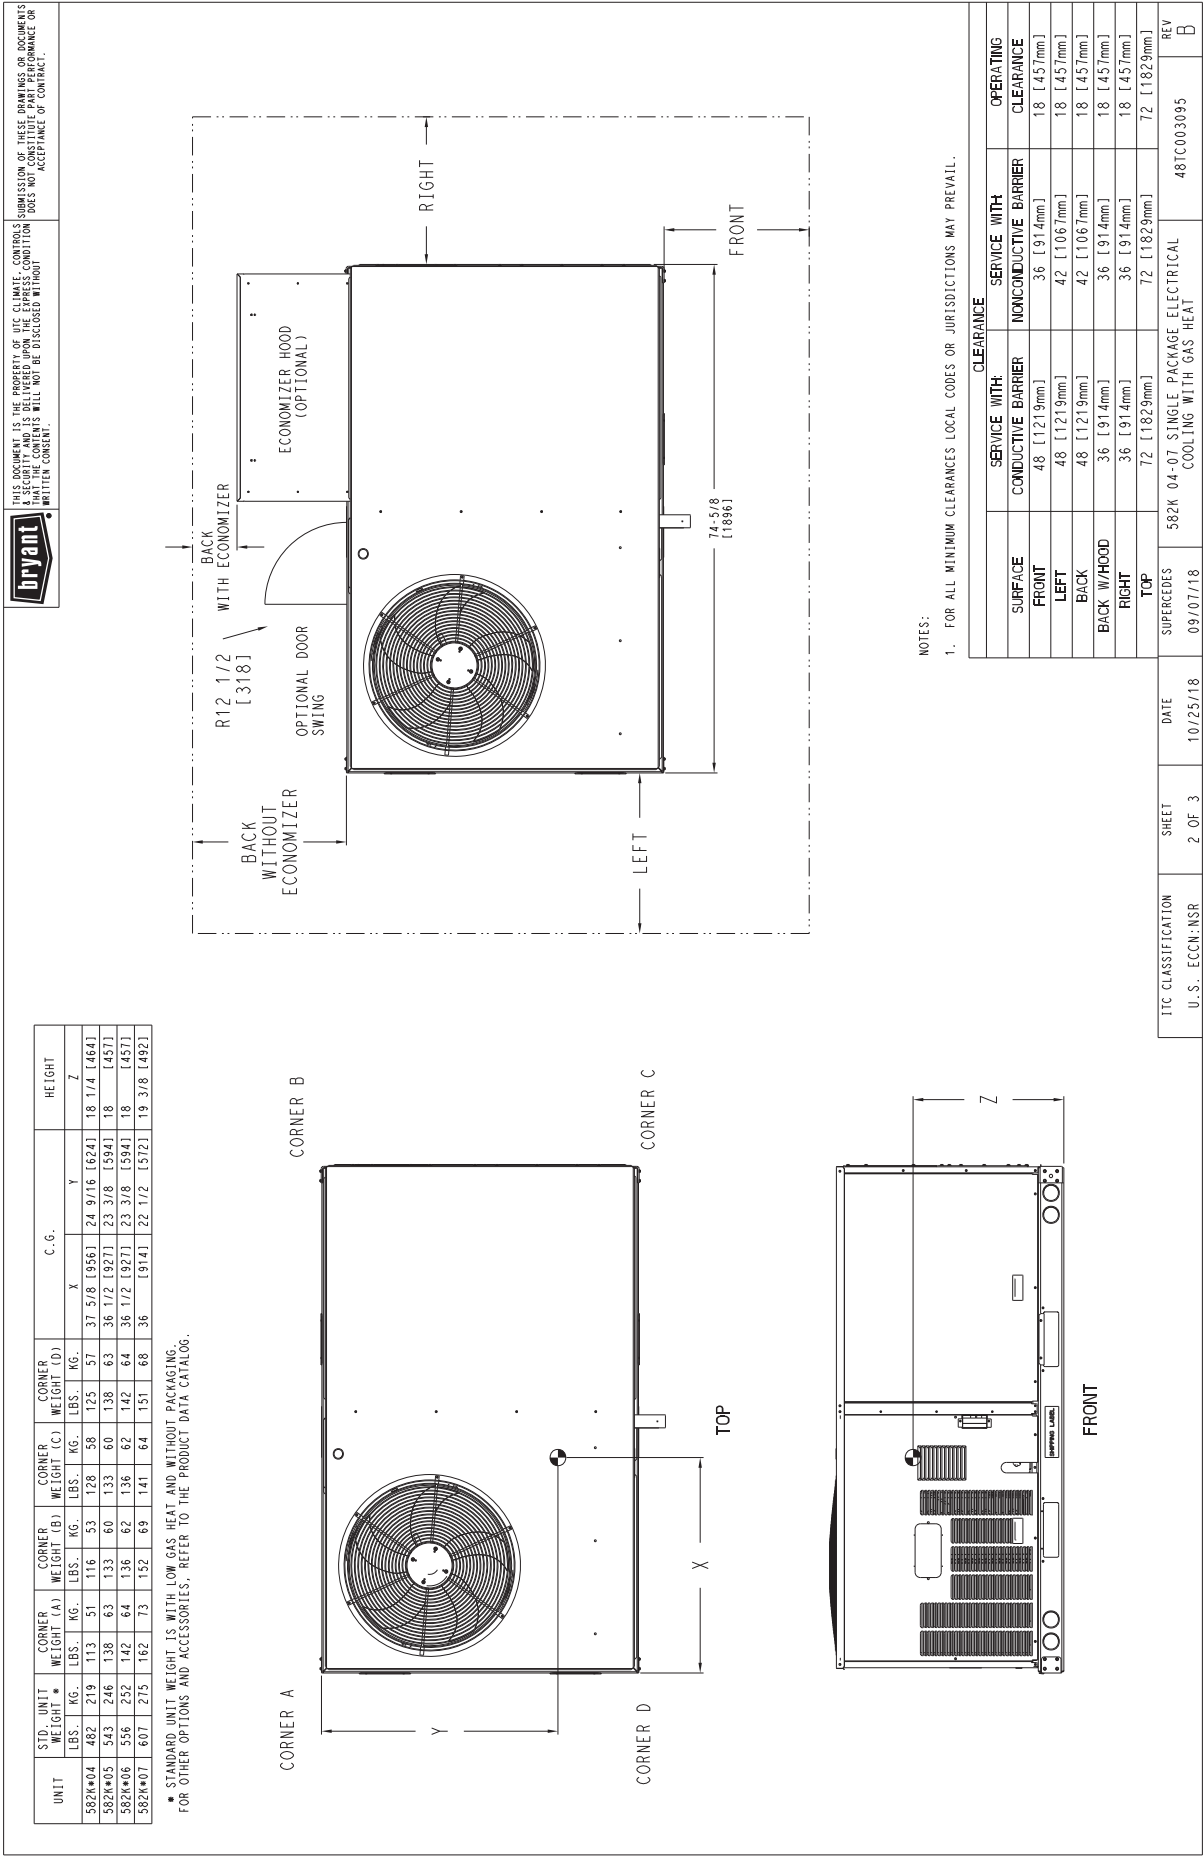 UNIT
STD. UNIT WEIGHT *
CORNER WEIGHT (A)
CORNER WEIGHT (B)
CORNER WEIGHT (C)
CORNER WEIGHT (D)
C.G.
HEIGHT
LBS. KG. LBS. KG. LBS. KG. LBS. KG. LBS. KG. X Y Z
582K*04 482 219 113 51 116 53 128 58 125 57 37 5/8 [956] 24 9/16 [624] 18 1/4 [464]
582K*05 543 246 138 63 133 60 133 60 138 63 36 1/2 [927] 23 3/8 [594] 18 [457]
582K*06 556 252 142 64 136 62 136 62 142 64 36 1/2 [927] 23 3/8 [594] 18 [457]
582K*07 607 275 162 73 152 69 141 64 151 68 36 [914] 22 1/2 [572] 19 3/8 [492]
* STANDARD UNIT WEIGHT IS WITH LOW GAS HEAT AND WITHOUT PACKAGING.
FOR OTHER OPTIONS AND ACCESSORIES, REFER TO THE PRODUCT DATA CATALOG.
bryant
THIS DOCUMENT IS THE PROPERTY OF UTC CLIMATE, CONTROLS
& SECURITY AND IS DELIVERED UPON THE EXPRESS CONDITION
THAT THE CONTENTS WILL NOT BE DISCLOSED WITHOUT
WRITTEN CONSENT.
SUBMISSION OF THESE DRAWINGS OR DOCUMENTS
DOES NOT CONSTITUTE PART PERFORMANCE OR
ACCEPTANCE OF CONTRACT.
CORNER A
CORNER B
CORNER C
CORNER D
Y
X
TOP
Z
SHIPPING LABEL
FRONT
BACK
WITHOUT
ECONOMIZER
R12 1/2
[318]
OPTIONAL DOOR
SWING
BACK
WITH ECONOMIZER
ECONOMIZER HOOD
(OPTIONAL)
RIGHT
LEFT
FRONT
74-5/8
[1896]
NOTES:
1. FOR ALL MINIMUM CLEARANCES LOCAL CODES OR JURISDICTIONS MAY PREVAIL.
CLEARANCE
SURFACE
SERVICE WITH: CONDUCTIVE BARRIER
SERVICE WITH: NONCONDUCTIVE BARRIER
OPERATING CLEARANCE
FRONT 48 [1219mm] 36 [914mm] 18 [457mm]
LEFT 48 [1219mm] 42 [1067mm] 18 [457mm]
BACK 48 [1219mm] 42 [1067mm] 18 [457mm]
BACK W/HOOD 36 [914mm] 36 [914mm] 18 [457mm]
RIGHT 36 [914mm] 36 [914mm] 18 [457mm]
TOP 72 [1829mm] 72 [1829mm] 72 [1829mm]
ITC CLASSIFICATION
U.S. ECCN:NSR
SHEET
2 OF 3
DATE
10/25/18
SUPERCEDES
09/07/18
582K 04-07 SINGLE PACKAGE ELECTRICAL
COOLING WITH GAS HEAT
48TC003095
REV
B